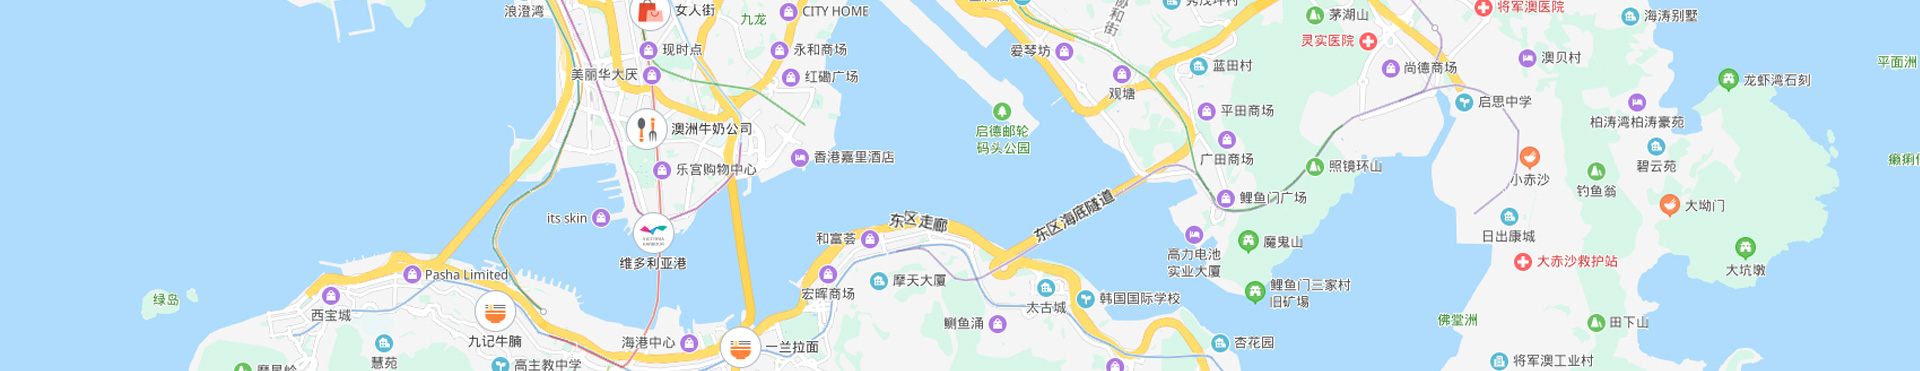 浪澄湾
女人街
九龙
CITY HOME
协和街
秀茂坪村
茅湖山
将军澳医院
海涛别墅
现时点
永和商场
爱琴坊
灵实医院
澳贝村
平面洲
美丽华大厦
红磡广场
观塘
蓝田村
尚德商场
龙虾湾石刻
澳洲牛奶公司
启德邮轮
码头公园
平田商场
启思中学
柏涛湾柏涛豪苑
乐宫购物中心
香港嘉里酒店
广田商场
照镜环山
小赤沙
钓鱼翁
碧云苑
its skin
鲤鱼门广场
大坳门
VICTORIA
HARBOUR
维多利亚港
和富荟
东区走廊
东区海底隧道
高力电池
实业大厦
魔鬼山
日出康城
大赤沙救护站
大坑墩
绿岛
Pasha Limited
西宝城
宏晖商场
摩天大厦
太古城
韩国国际学校
鲤鱼门三家村
旧矿场
九记牛腩
海港中心
一兰拉面
鲗鱼涌
杏花园
佛堂洲
田下山
慧苑
高主教中学
摩星岭
将军澳工业村